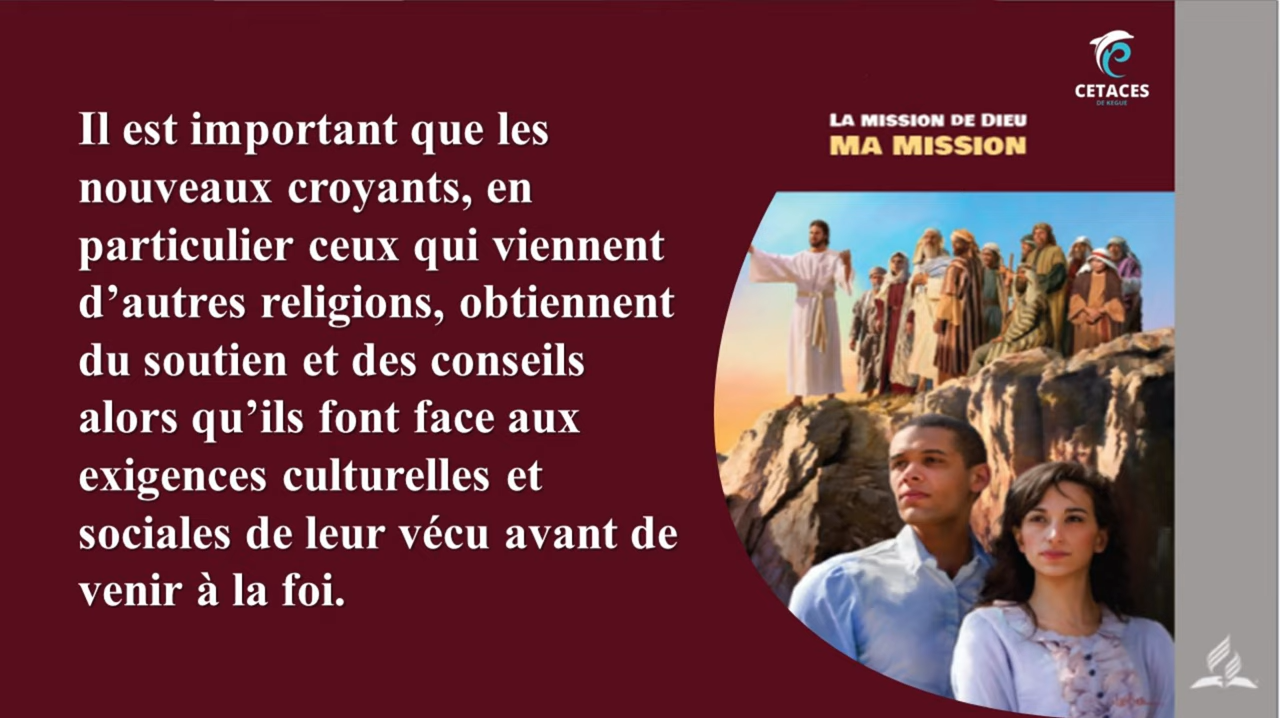 Il est important que les
nouveaux croyants, en
particulier ceux qui viennent
d’autres religions, obtiennent
du soutien et des conseils
alors qu’ils font face aux
exigences culturelles et
sociales de leur vécu avant de
venir à la foi.
CETACES
DE KEGUE
LA MISSION DE DIEU
MA MISSION